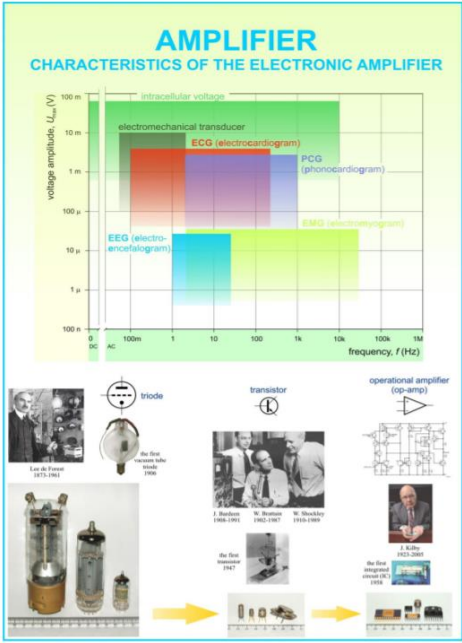 AMPLIFIER
CHARACTERISTICS OF THE ELECTRONIC AMPLIFIER
voltage amplitude, Umax (V)
100 m
10 m
1 m
100 µ
10 µ
1 µ
100 n
intracellular voltage
electromechanical transducer
ECG (electrocardiogram)
PCG
(phonocardiogram)
EMG (electromyogram)
EEG (electro-
encefalogram)
0
100m
1
10
100
1k
10k
100k
1M
DC
AC
frequency, f (Hz)
triode
Lee de Forest
1873-1961
the first
vacuum tube
triode
1906
transistor
J. Bardeen
1908-1991
W. Brattain
1902-1987
W. Shockley
1910-1989
the first
transistor
1947
operational amplifier
(op-amp)
J. Kilby
1923-2005
the first
integrated
circuit (IC)
1958